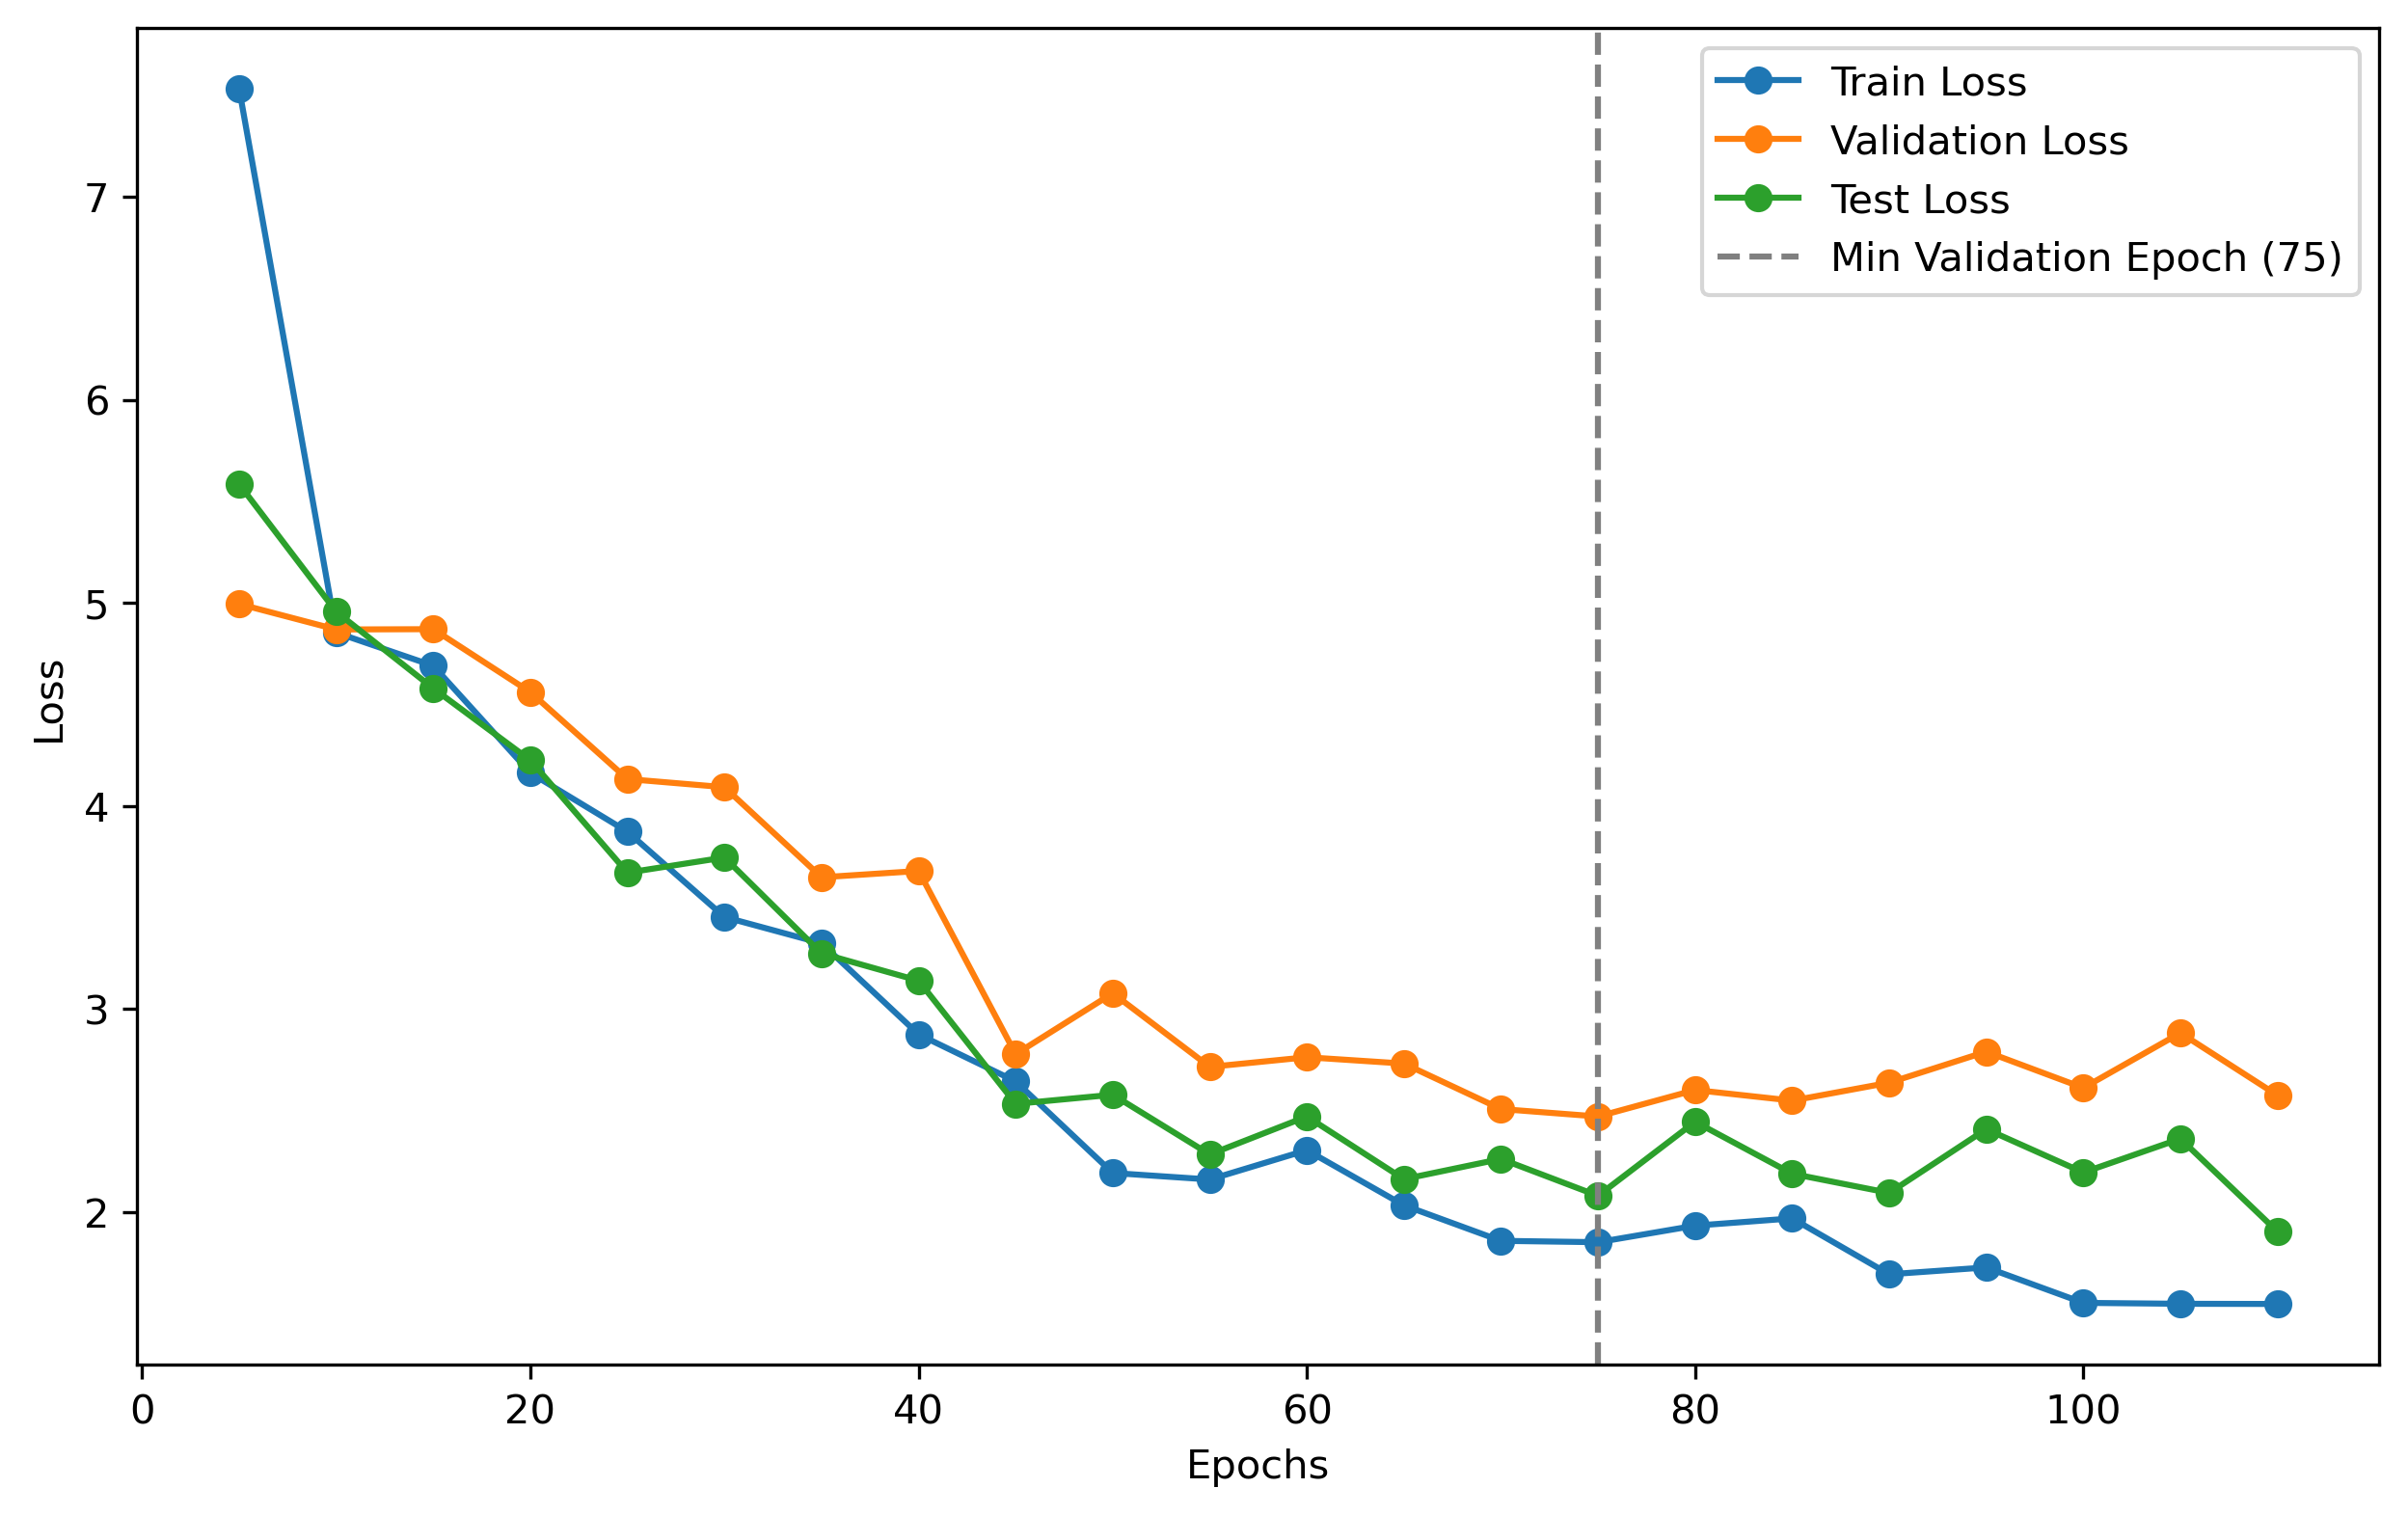 Train Loss
Validation Loss
Test Loss
Min Validation Epoch (75)
7
6
5
4
3
2
Loss
0 20 40 60 80 100
Epochs